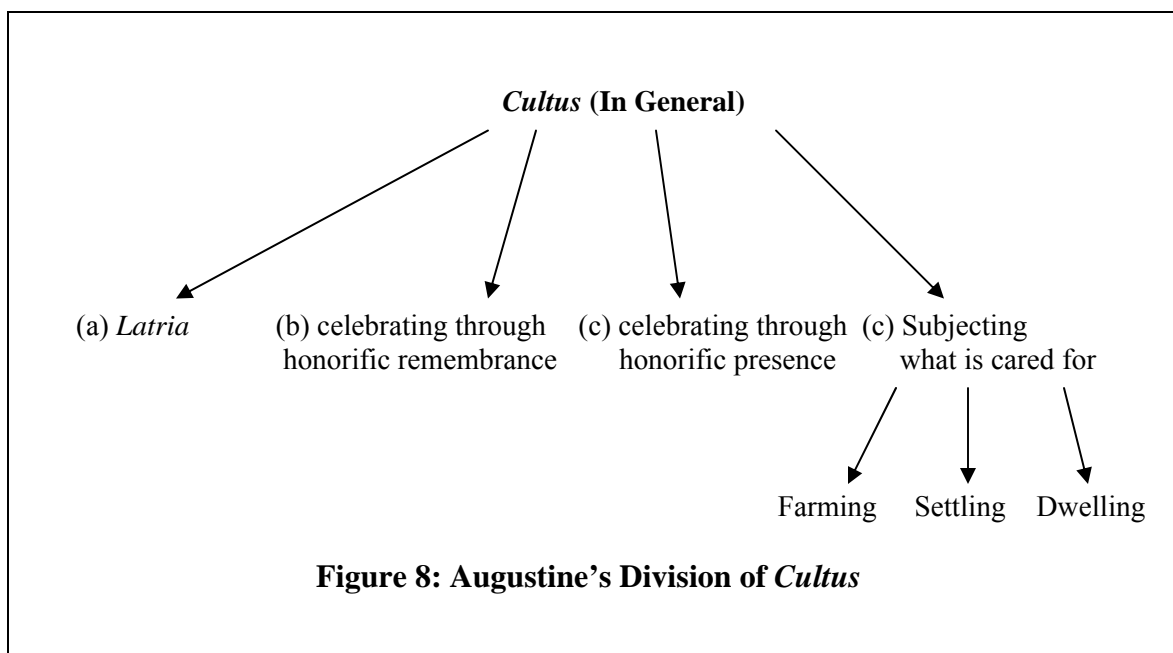 Cultus (In General)
(a) Latria (b) celebrating through (c) celebrating through (c) Subjecting
honorific remembrance honorific presence what is cared for
Farming Settling Dwelling
Figure 8: Augustine’s Division of Cultus